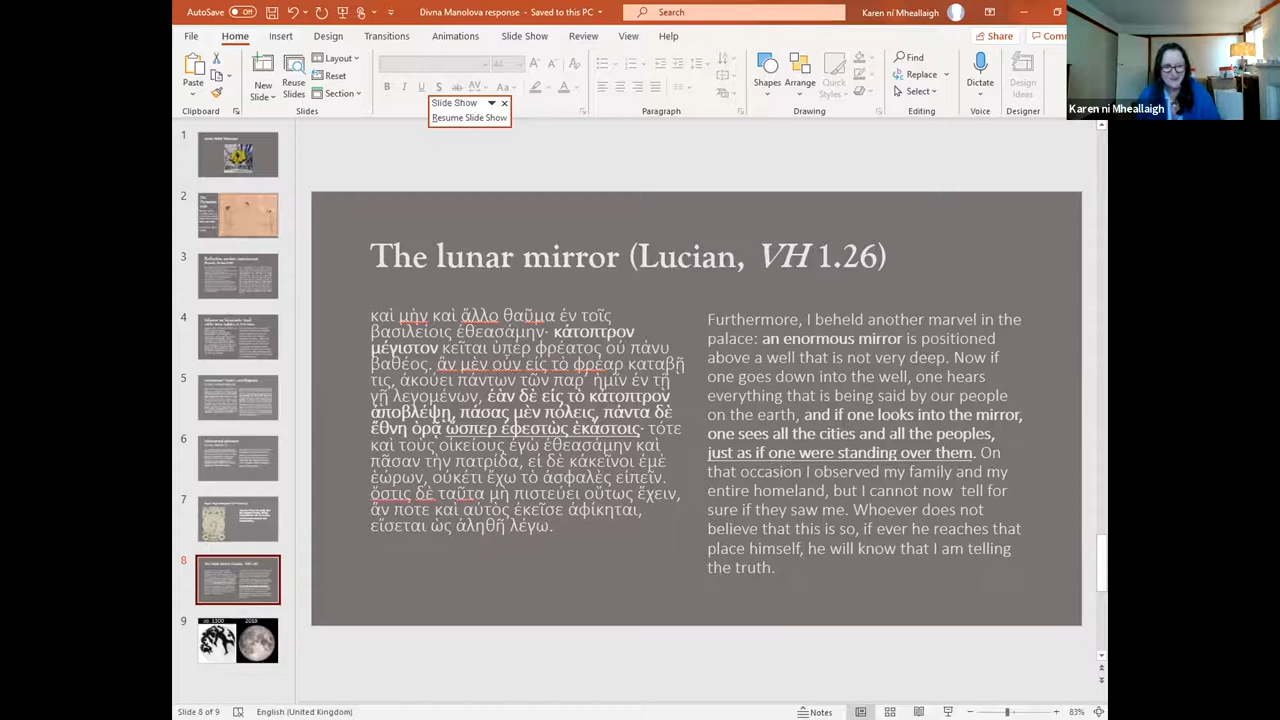 AutoSave Off Divna Manolova response - Saved to this PC Search Karen ní Mheallaigh
File Home Insert Design Transitions Animations Slide Show Review View Help Share Comm
Paste New Slide Reuse Slides Layout Reset Section Shapes Arrange Quick Styles Find Replace Select Dictate Design Ideas
Clipboard Slides Paragraph Drawing Editing Voice Designer
Slide Show
Resume Slide Show
Karen ni Mheallaigh
1
2
3
4
5
6
7
8
9
ca. 1300 2019
The lunar mirror (Lucian, VH 1.26)
καὶ μὴν καὶ ἄλλο θαῦμα ἐν τοῖς
βασιλείοις ἐθεασάμην· κάτοπτρον
μέγιστον κεῖται ὑπὲρ φρέατος οὐ πάνυ
βαθέος. ἂν μὲν οὖν εἰς τὸ φρέαρ καταβῇ
τις, ἀκούει πάντων τῶν παρ᾽ ἡμῖν ἐν τῇ
γῇ λεγομένων, ἐὰν δὲ εἰς τὸ κάτοπτρον
ἀποβλέψῃ, πάσας μὲν πόλεις, πάντα δὲ
ἔθνη ὁρᾷ ὥσπερ ἐφεστὼς ἑκάστοις· τότε
καὶ τοὺς οἰκείους ἐγὼ ἐθεασάμην καὶ
πᾶσαν τὴν πατρίδα, εἰ δὲ κἀκεῖνοι ἐμὲ
ἑώρων, οὐκέτι ἔχω τὸ ἀσφαλὲς εἰπεῖν.
ὅστις δὲ ταῦτα μὴ πιστεύει οὕτως ἔχειν,
ἄν ποτε καὶ αὐτὸς ἐκεῖσε ἀφίκηται,
εἴσεται ὡς ἀληθῆ λέγω.
Furthermore, I beheld another marvel in the
palace: an enormous mirror is positioned
above a well that is not very deep. Now if
one goes down into the well, one hears
everything that is being said by our people
on the earth, and if one looks into the mirror,
one sees all the cities and all the peoples,
just as if one were standing over them. On
that occasion I observed my family and my
entire homeland, but I cannot now tell for
sure if they saw me. Whoever does not
believe that this is so, if ever he reaches that
place himself, he will know that I am telling
the truth.
Slide 8 of 9 English (United Kingdom) Notes 83%